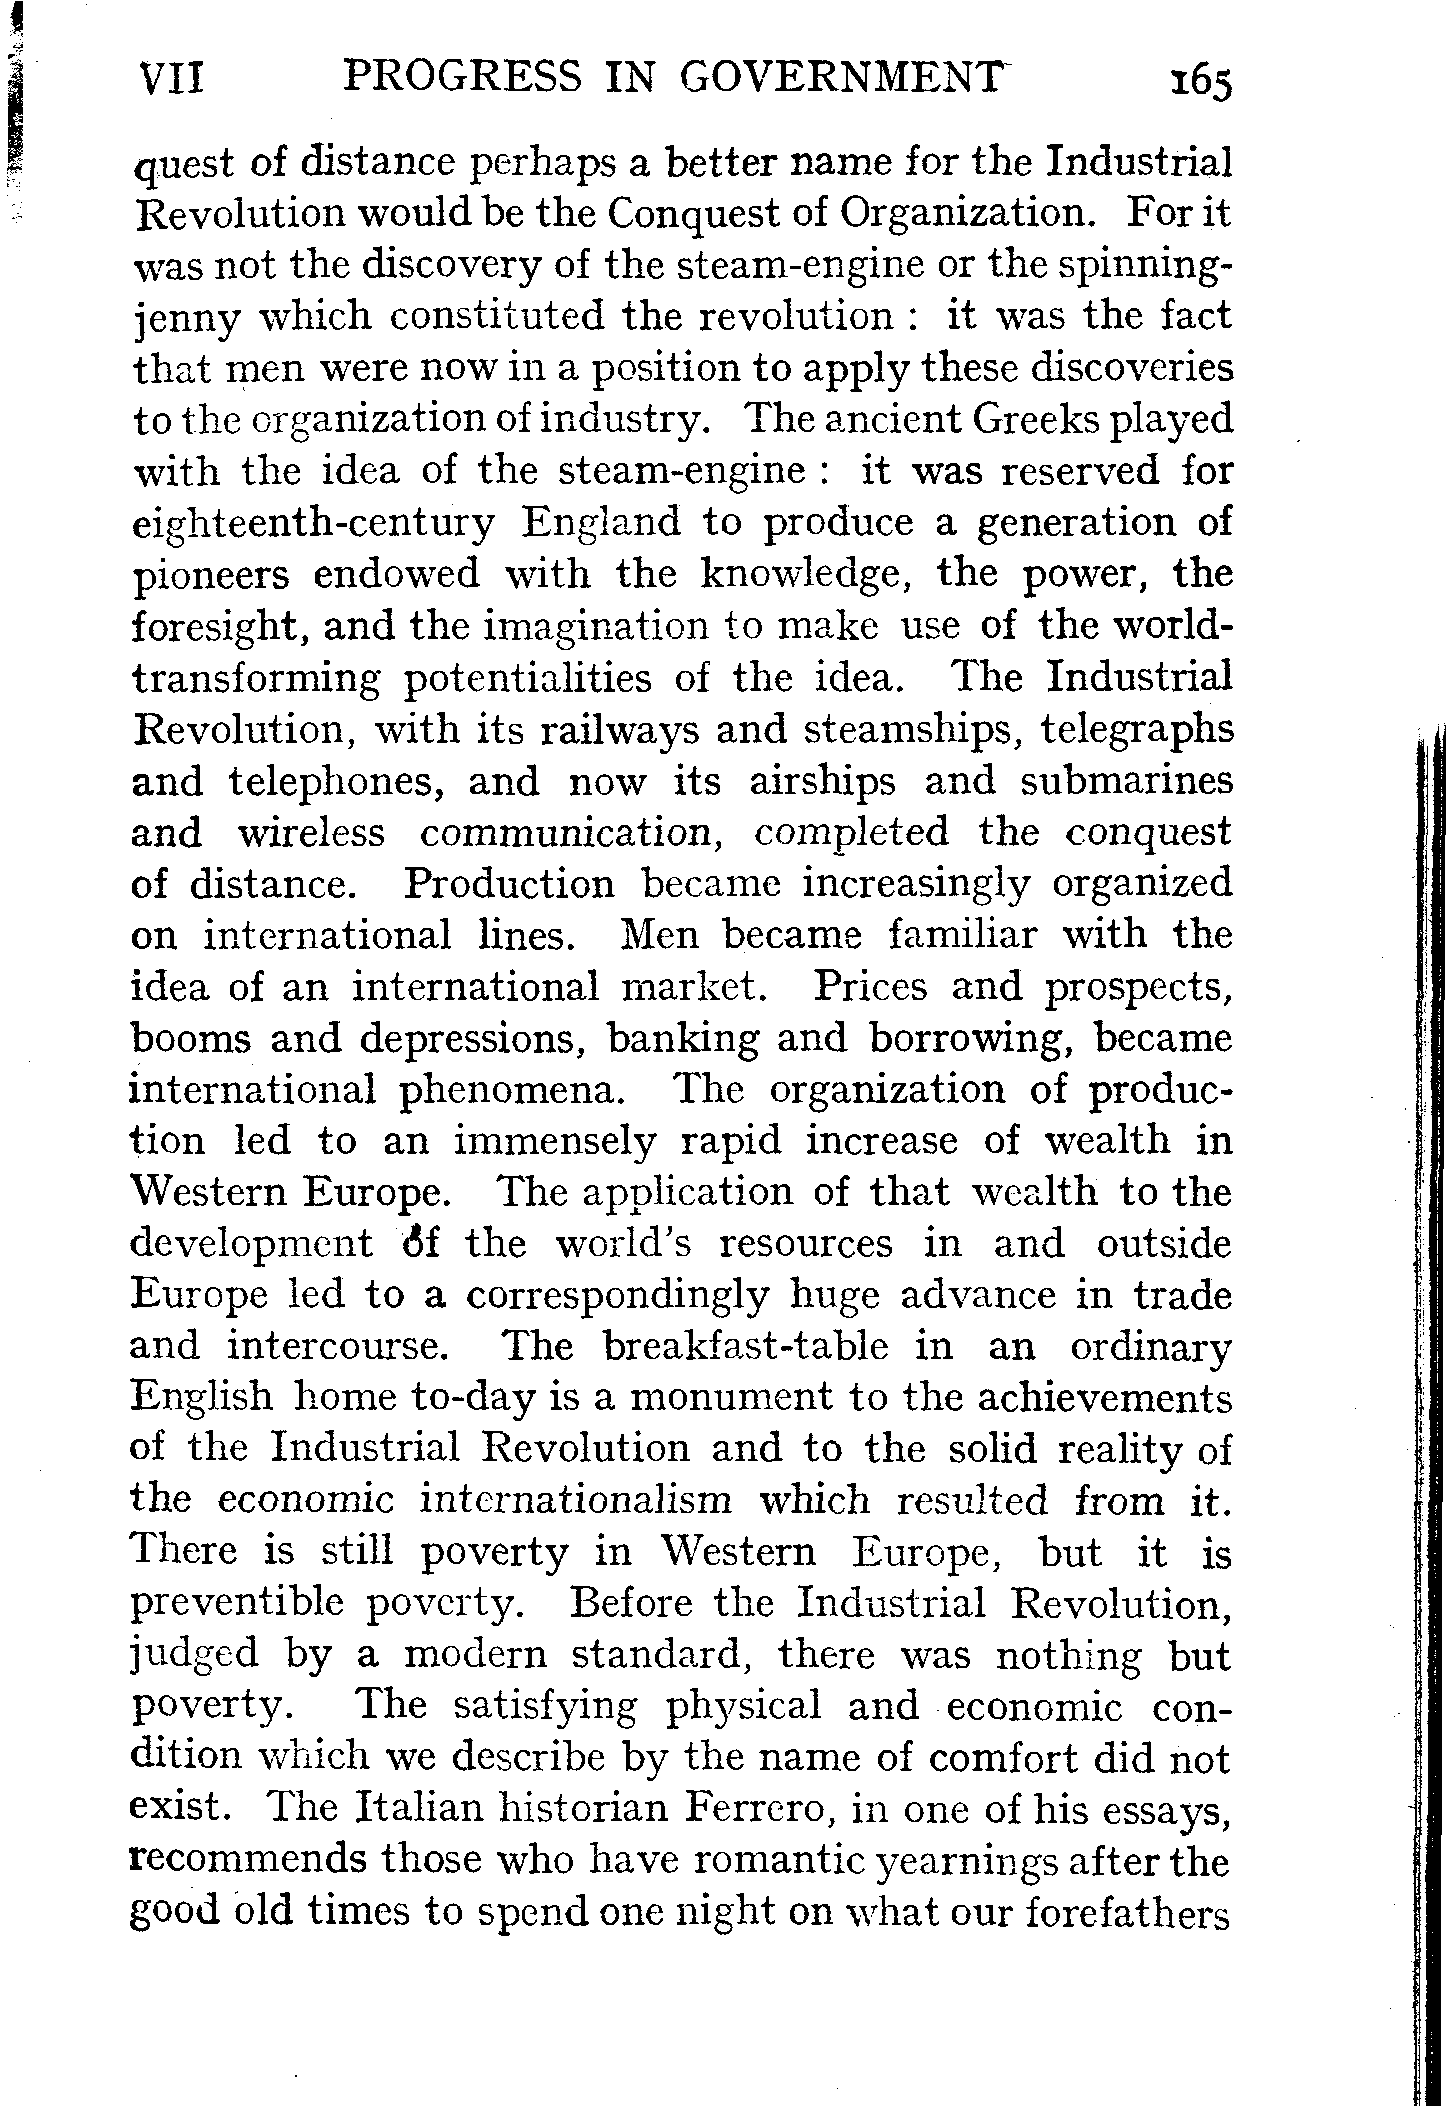 VII PROGRESS IN GOVERNMENT 165
quest of distance perhaps a better name for the Industrial
Revolution would be the Conquest of Organization. For it
was not the discovery of the steam-engine or the spinning-
jenny which constituted the revolution : it was the fact
that men were now in a position to apply these discoveries
to the organization of industry. The ancient Greeks played
with the idea of the steam-engine : it was reserved for
eighteenth-century England to produce a generation of
pioneers endowed with the knowledge, the power, the
foresight, and the imagination to make use of the world-
transforming potentialities of the idea. The Industrial
Revolution, with its railways and steamships, telegraphs
and telephones, and now its airships and submarines
and wireless communication, completed the conquest
of distance. Production became increasingly organized
on international lines. Men became familiar with the
idea of an international market. Prices and prospects,
booms and depressions, banking and borrowing, became
international phenomena. The organization of produc-
tion led to an immensely rapid increase of wealth in
Western Europe. The application of that wealth to the
development of the world's resources in and outside
Europe led to a correspondingly huge advance in trade
and intercourse. The breakfast-table in an ordinary
English home to-day is a monument to the achievements
of the Industrial Revolution and to the solid reality of
the economic internationalism which resulted from it.
There is still poverty in Western Europe, but it is
preventible poverty. Before the Industrial Revolution,
judged by a modern standard, there was nothing but
poverty. The satisfying physical and economic con-
dition which we describe by the name of comfort did not
exist. The Italian historian Ferrero, in one of his essays,
recommends those who have romantic yearnings after the
good old times to spend one night on what our forefathers